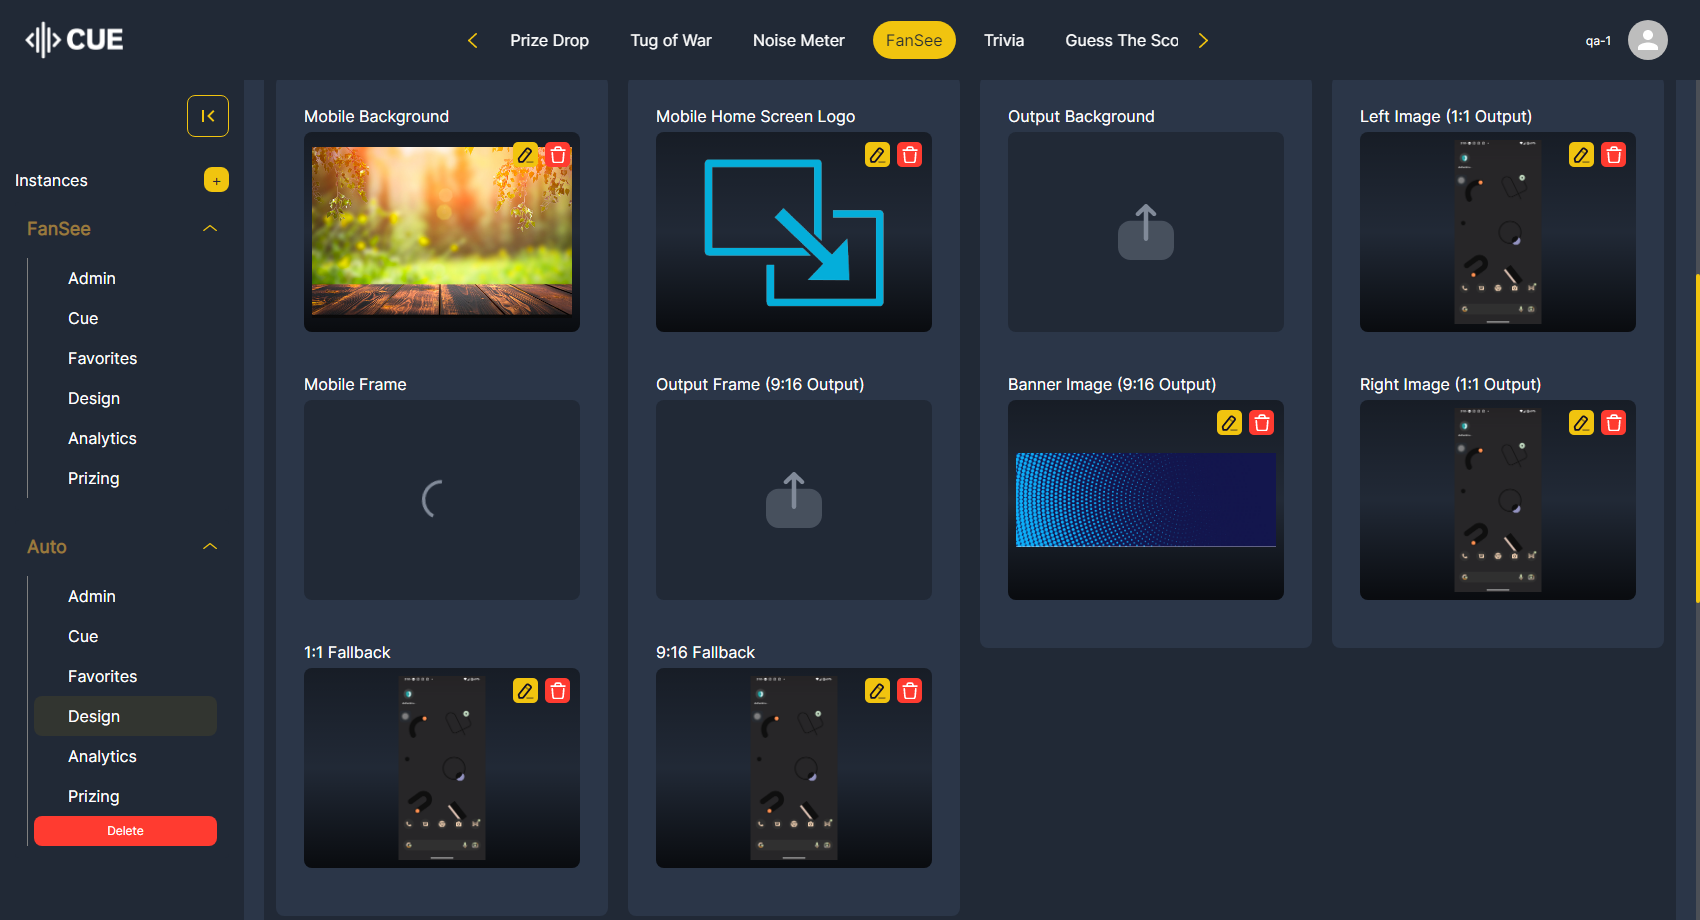 CUE
Prize Drop
Tug of War
Noise Meter
FanSee
Trivia
Guess The Sco
qa-1
Instances
+
FanSee
Admin
Cue
Favorites
Design
Analytics
Prizing
Auto
Admin
Cue
Favorites
Design
Analytics
Prizing
Delete
Mobile Background
Mobile Home Screen Logo
Output Background
Left Image (1:1 Output)
Mobile Frame
Output Frame (9:16 Output)
Banner Image (9:16 Output)
Right Image (1:1 Output)
1:1 Fallback
9:16 Fallback